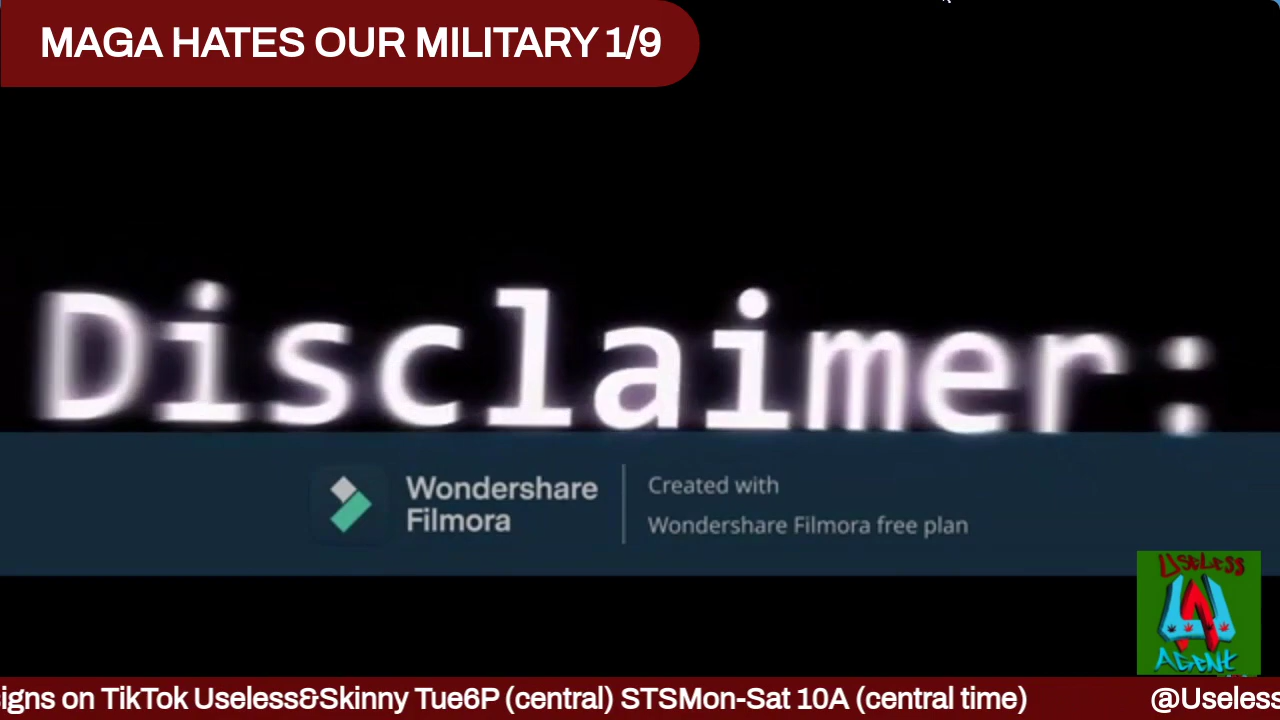 MAGA HATES OUR MILITARY 1/9
Disclaimer:
Wondershare
Filmora
Created with
Wondershare Filmora free plan
USELESS
AGENT
igns on TikTok Useless&Skinny Tue6P (central) STSMon-Sat 10A (central time) @Useless